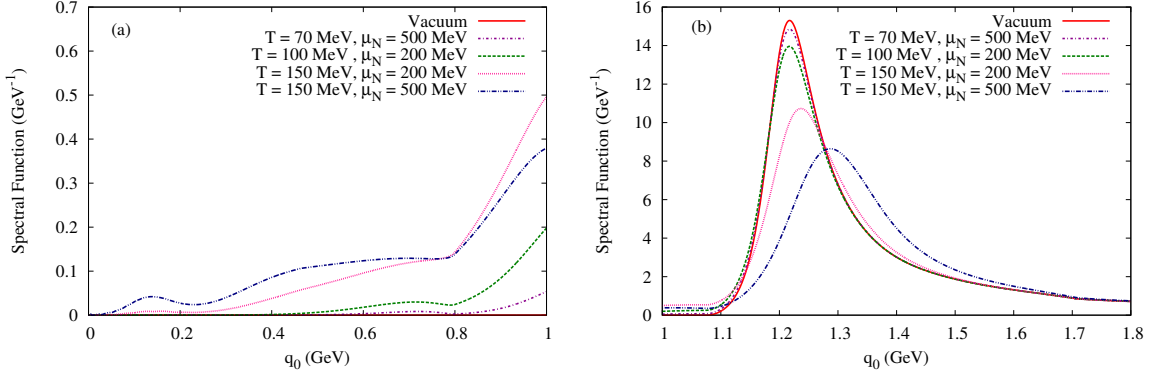 (a)
Vacuum
T = 70 MeV, μN = 500 MeV
T = 100 MeV , μN = 200 MeV
T = 150 MeV , μN = 200 MeV
T = 150 MeV , μN = 500 MeV
Spectral Function (GeV-1)
0.7
0.6
0.5
0.4
0.3
0.2
0.1
0
0 0.2 0.4 0.6 0.8 1
q0 (GeV)
(b)
Vacuum
T = 70 MeV, μN = 500 MeV
T = 100 MeV , μN = 200 MeV
T = 150 MeV , μN = 200 MeV
T = 150 MeV , μN = 500 MeV
Spectral Function (GeV-1)
16
14
12
10
8
6
4
2
0
1 1.1 1.2 1.3 1.4 1.5 1.6 1.7 1.8
q0 (GeV)